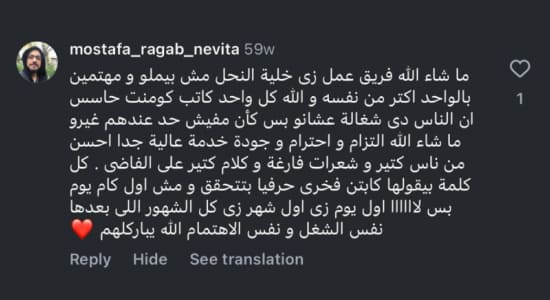 mostafa_ragab_nevita 59w
ما شاء الله فريق عمل زى خلية النحل مش بيملو و مهتمين
بالواحد اكتر من نفسه و الله كل واحد كاتب كومنت حاسس
ان الناس دى شغالة عشانو بس كأن مفيش حد عندهم غيرو
ما شاء الله التزام و احترام و جودة خدمة عالية جدا احسن
من ناس كتير و شعرات فارغة و كلام كتير على الفاضى . كل
كلمة بيقولها كابتن فخرى حرفيا بتتحقق و مش اول كام يوم
بس لااااا اول يوم زى اول شهر زى كل الشهور اللى بعدها
نفس الشغل و نفس الاهتمام الله يباركلهم ❤️
1
Reply Hide See translation